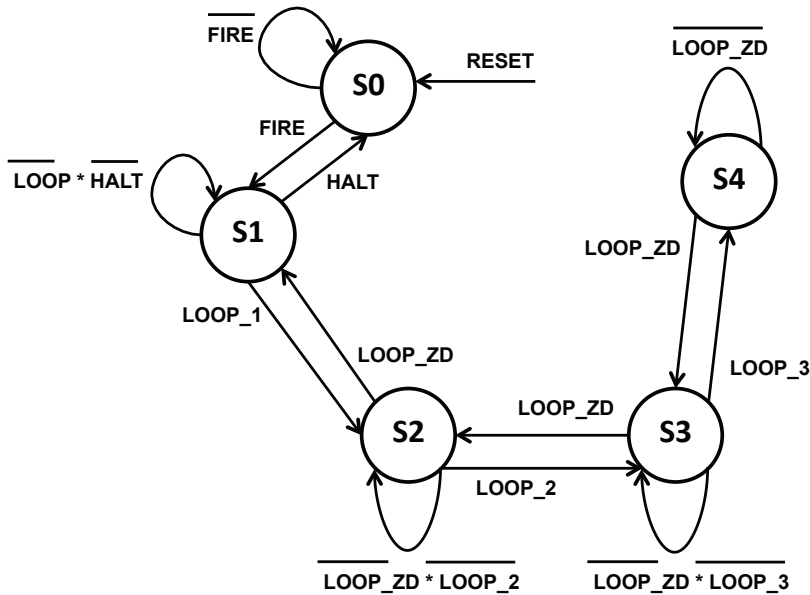 FIRE
S0
RESET
LOOP_ZD
FIRE
LOOP * HALT
HALT
S4
S1
LOOP_ZD
LOOP_1
LOOP_ZD
LOOP_3
S2
LOOP_ZD
S3
LOOP_2
LOOP_ZD * LOOP_2
LOOP_ZD * LOOP_3